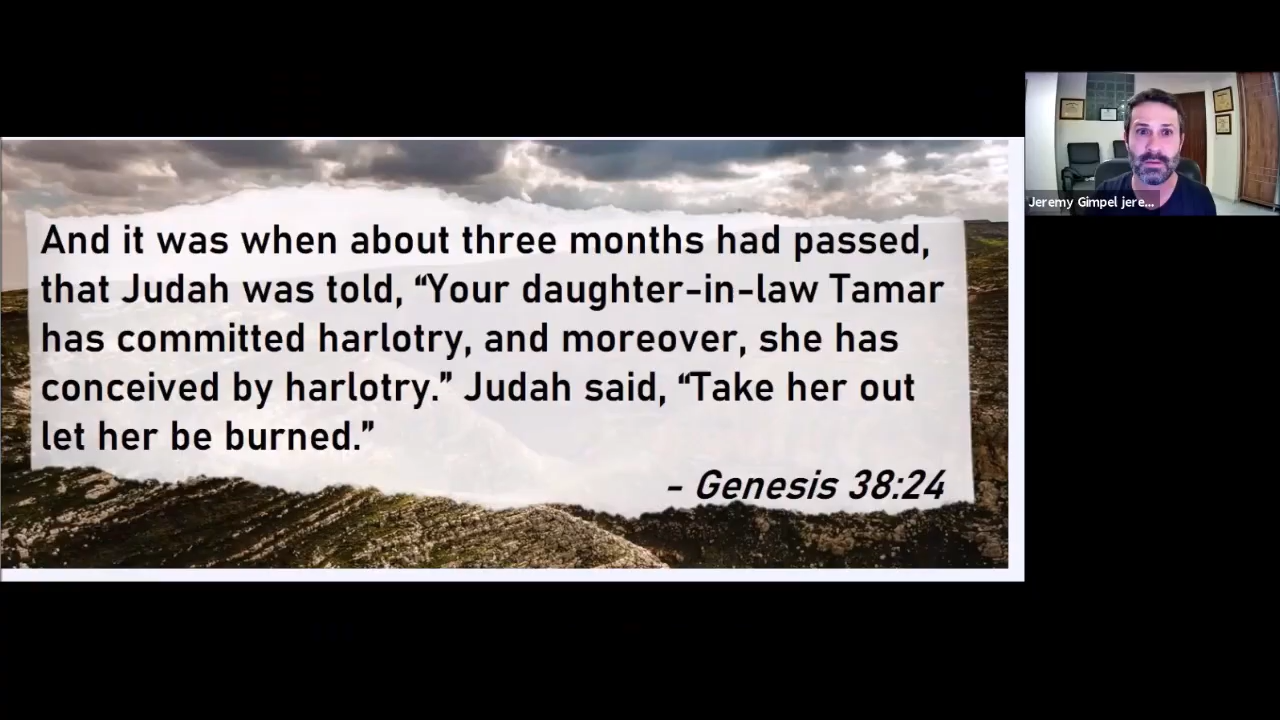 And it was when about three months had passed,
that Judah was told, “Your daughter-in-law Tamar
has committed harlotry, and moreover, she has
conceived by harlotry.” Judah said, “Take her out
let her be burned.”
- Genesis 38:24
Jeremy Gimpel jere...